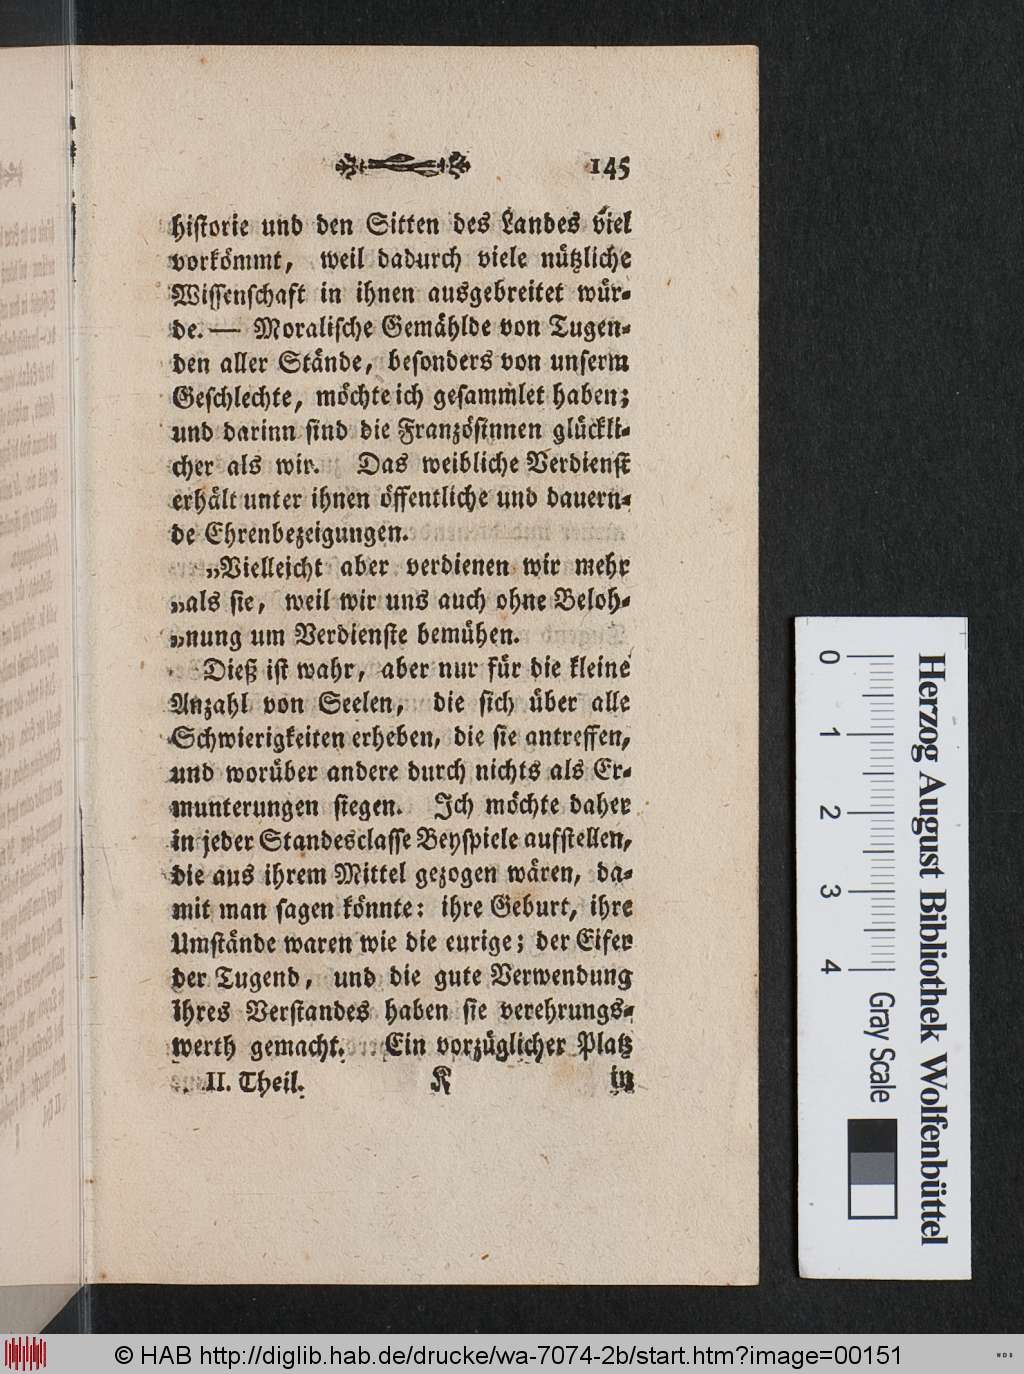 145
historie und den Sitten des Landes viel
vorkömmt, weil dadurch viele nützliche
Wissenschaft in ihnen ausgebreitet wür-
de. — Moralische Gemählde von Tugen-
den aller Stände, besonders von unserm
Geschlechte, möchte ich gesammlet haben;
und darinn sind die Französinnen glückli-
cher als wir. Das weibliche Verdienst
erhält unter ihnen öffentliche und dauern-
de Ehrenbezeigungen.
„Vielleicht aber verdienen wir mehr
„als sie, weil wir uns auch ohne Beloh-
„nung um Verdienste bemühen.
Dieß ist wahr, aber nur für die kleine
Anzahl von Seelen, die sich über alle
Schwierigkeiten erheben, die sie antreffen,
und worüber andere durch nichts als Er-
munterungen siegen. Ich möchte daher
in jeder Standesclasse Beyspiele aufstellen,
die aus ihrem Mittel gezogen wären, da-
mit man sagen könnte: ihre Geburt, ihre
Umstände waren wie die eurige; der Eifer
der Tugend, und die gute Verwendung
ihres Verstandes haben sie verehrungs-
werth gemacht. Ein vorzüglicher Platz
II. Theil. K in
Herzog August Bibliothek Wolfenbüttel
0 1 2 3 4 Gray Scale
© HAB http://diglib.hab.de/drucke/wa-7074-2b/start.htm?image=00151
WDB